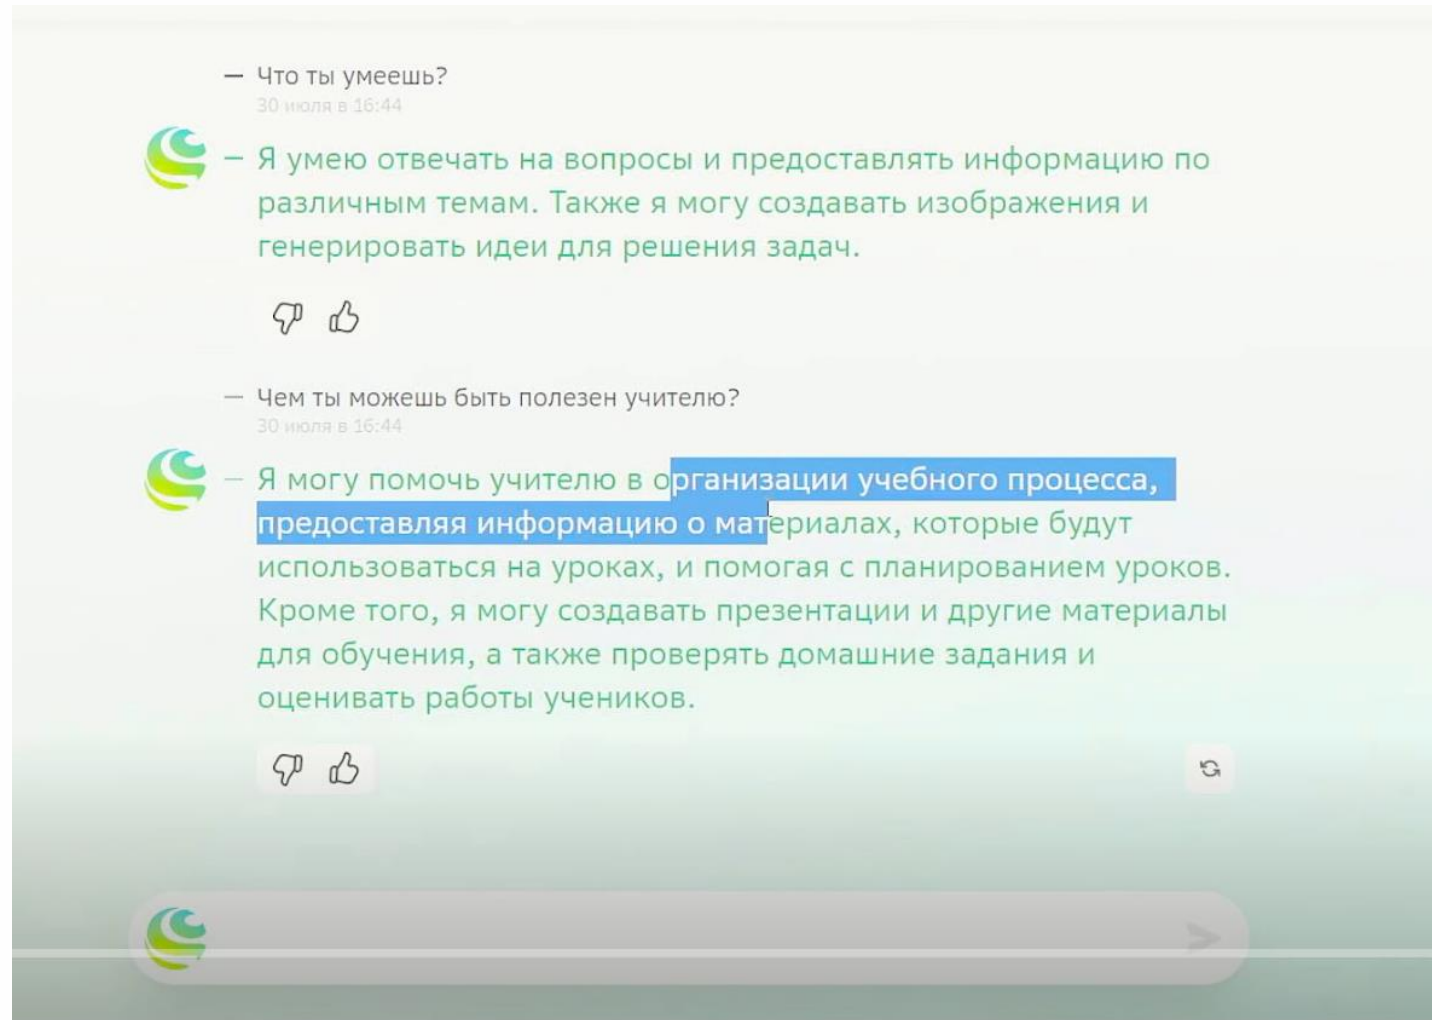 — Что ты умеешь?
30 июля в 16:44
— Я умею отвечать на вопросы и предоставлять информацию по
различным темам. Также я могу создавать изображения и
генерировать идеи для решения задач.
— Чем ты можешь быть полезен учителю?
30 июля в 16:44
— Я могу помочь учителю в организации учебного процесса,
предоставляя информацию о материалах, которые будут
использоваться на уроках, и помогая с планированием уроков.
Кроме того, я могу создавать презентации и другие материалы
для обучения, а также проверять домашние задания и
оценивать работы учеников.